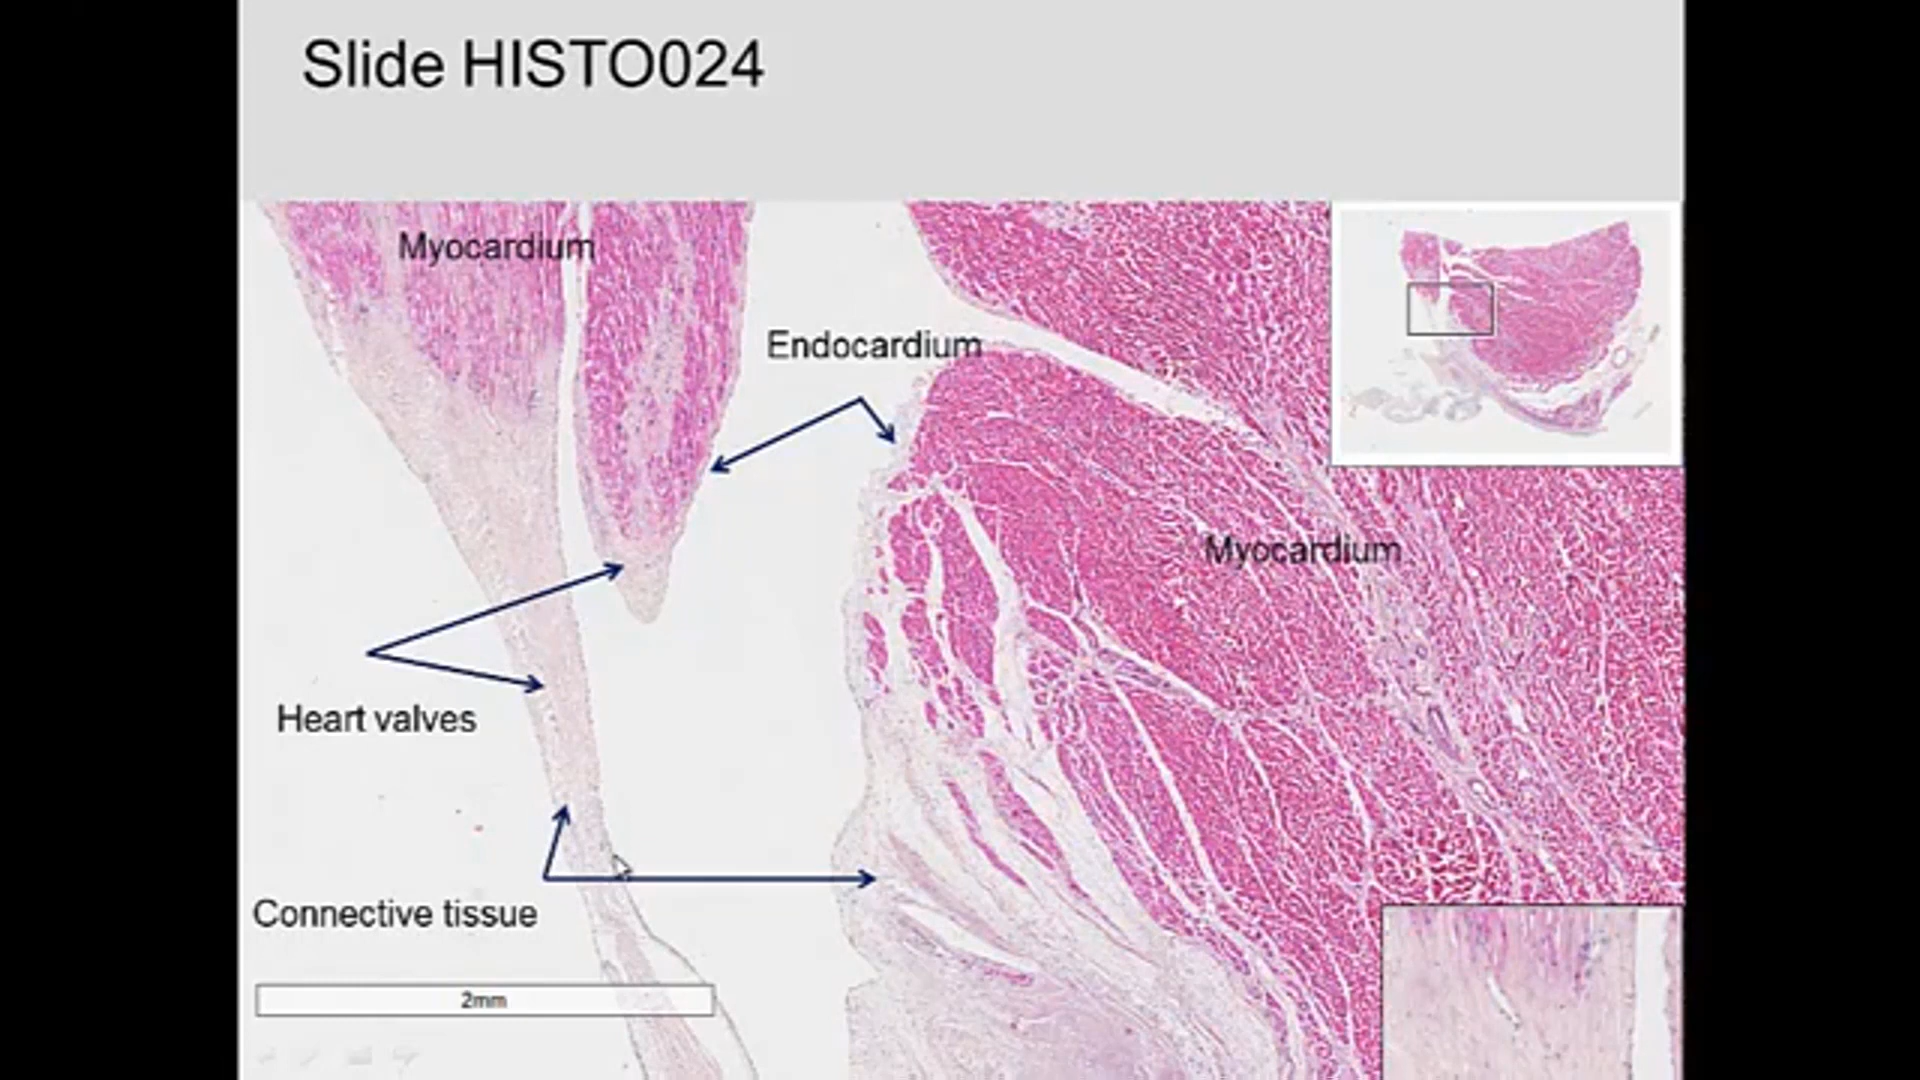 Slide HISTO024
Myocardium
Endocardium
Myocardium
Heart valves
Connective tissue
2mm